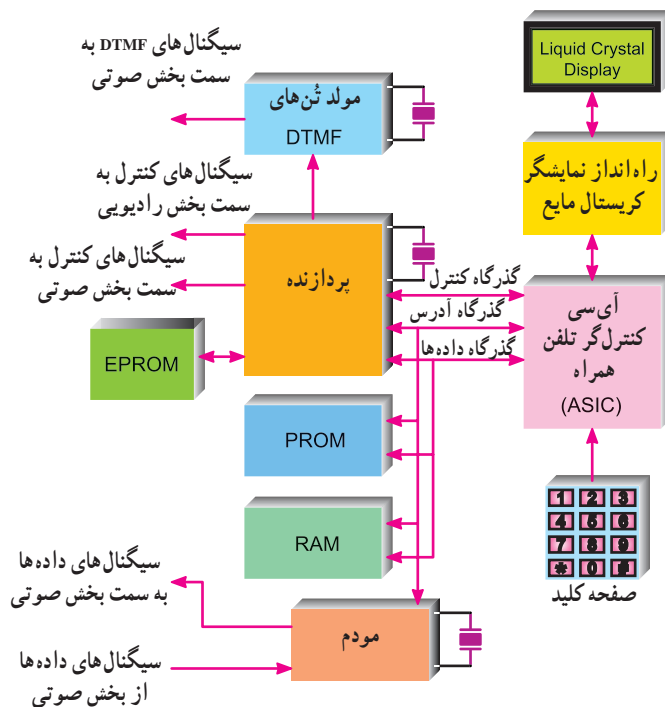 سیگنال‌های DTMF به
سمت بخش صوتی
مولد تُن‌های
DTMF
Liquid Crystal
Display
راه‌انداز نمایشگر
کریستال مایع
سیگنال‌های کنترل به
سمت بخش رادیویی
سیگنال‌های کنترل به
سمت بخش صوتی
پردازنده
گذرگاه کنترل
گذرگاه آدرس
گذرگاه داده‌ها
آی‌سی
کنترل‌گر تلفن
همراه
(ASIC)
EPROM
PROM
RAM
1 2 3
4 5 6
7 8 9
* 0 #
صفحه کلید
سیگنال‌های داده‌ها
به سمت بخش صوتی
مودم
سیگنال‌های داده‌ها
از بخش صوتی